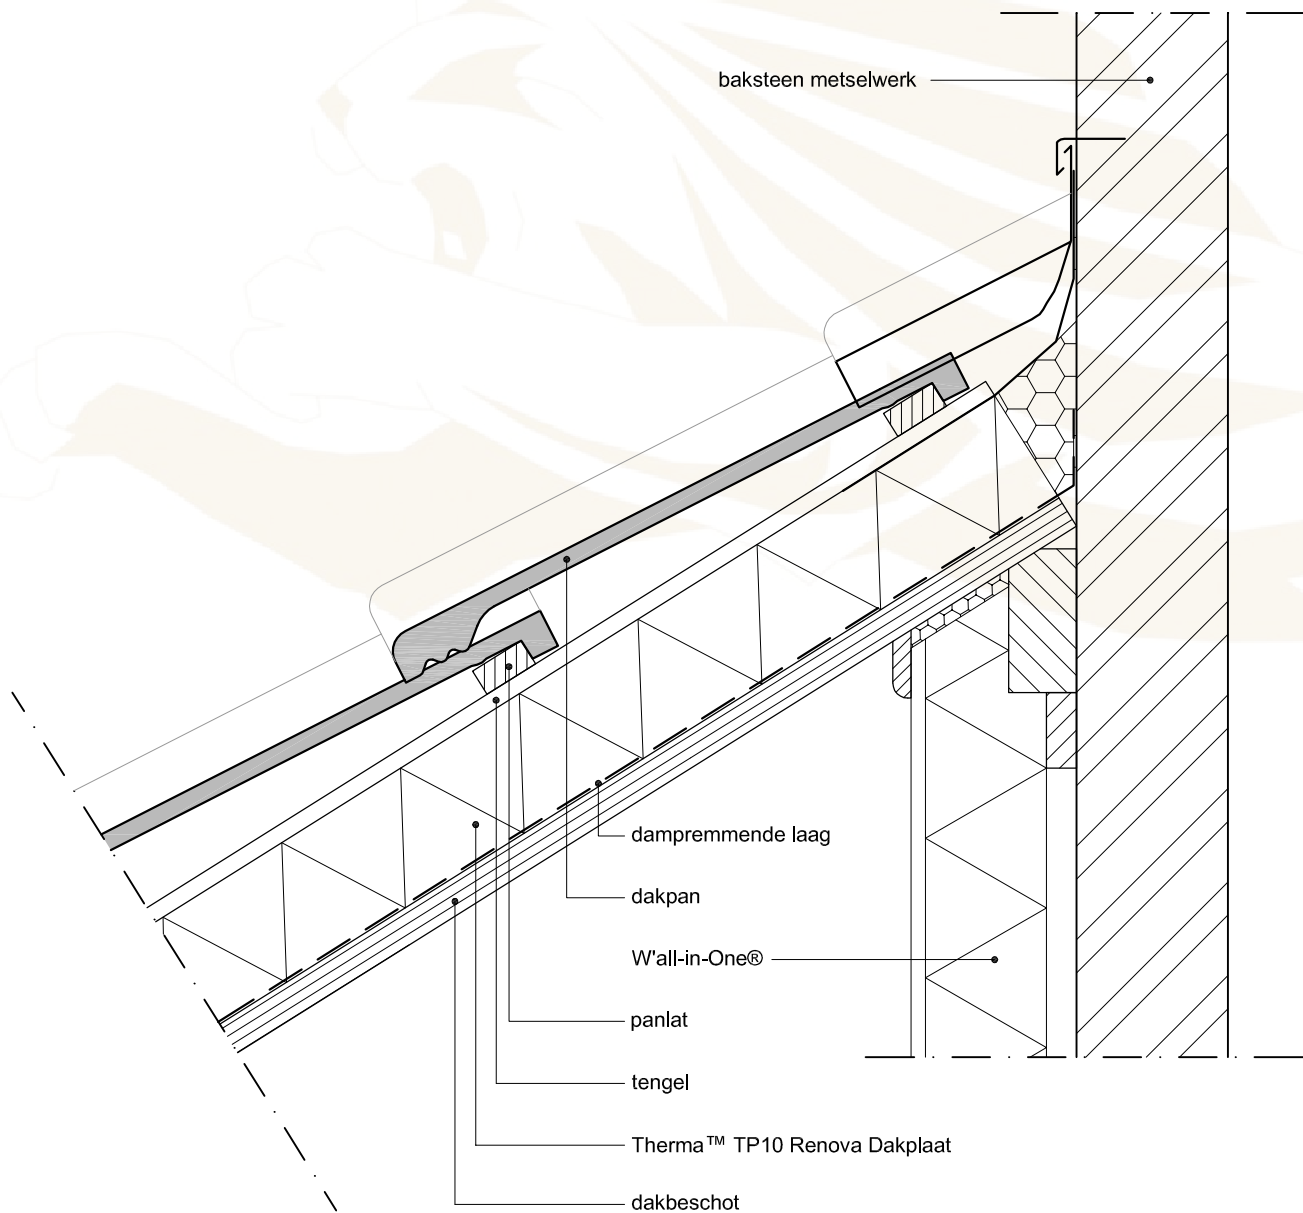 baksteen metselwerk
dampremmende laag
dakpan
W'all-in-One®
panlat
tengel
Therma™ TP10 Renova Dakplaat
dakbeschot